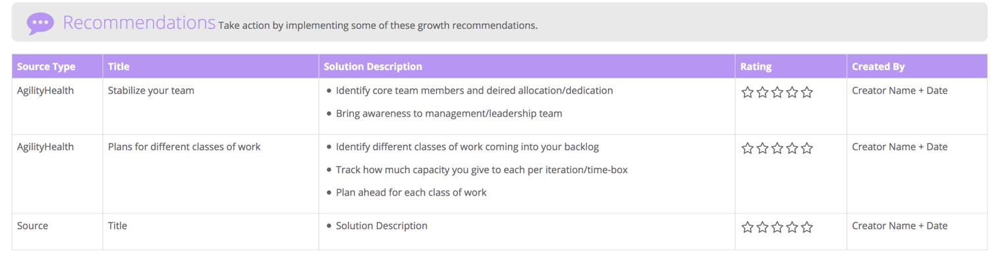 Recommendations Take action by implementing some of these growth recommendations.
Source Type Title Solution Description Rating Created By
AgilityHealth Stabilize your team • Identify core team members and deired allocation/dedication Creator Name + Date
• Bring awareness to management/leadership team
AgilityHealth Plans for different classes of work • Identify different classes of work coming into your backlog Creator Name + Date
• Track how much capacity you give to each per iteration/time-box
• Plan ahead for each class of work
Source Title • Solution Description Creator Name + Date